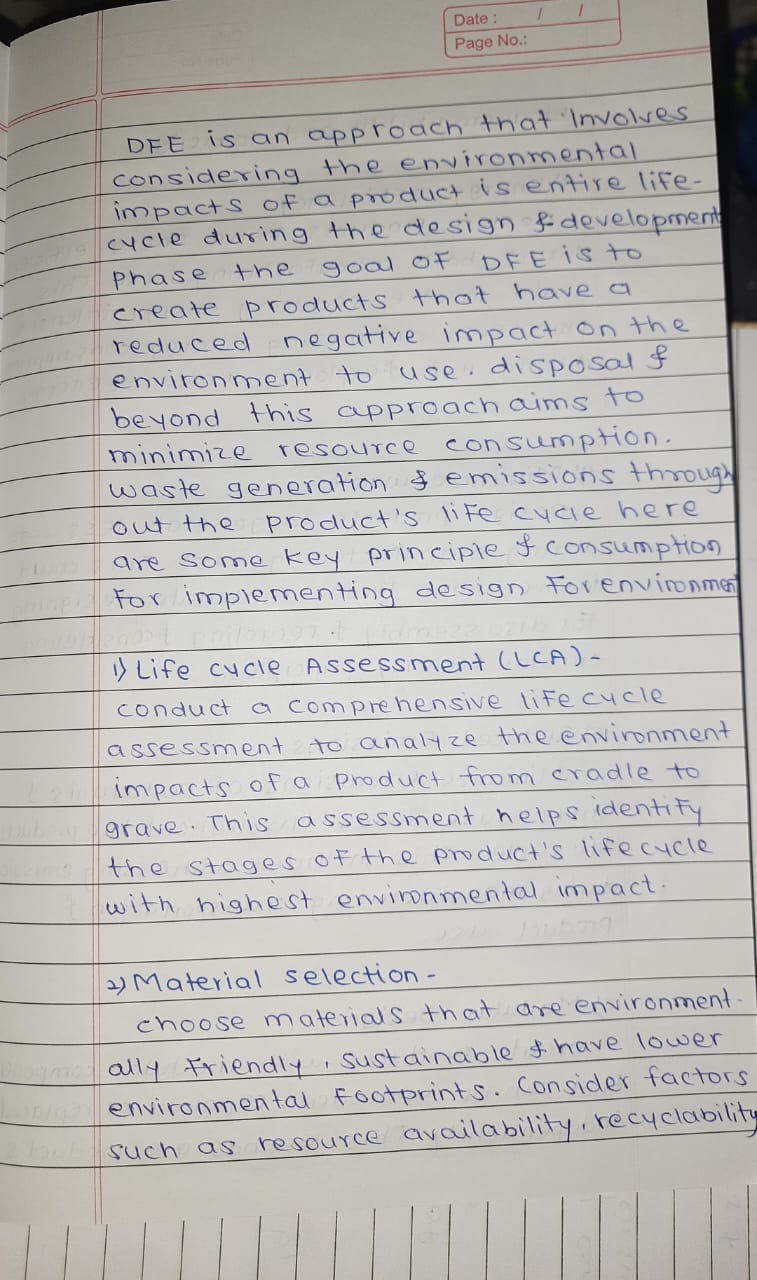 Date : / /
Page No.:
DFE is an approach that involves
considering the environmental
impacts of a product is entire life-
cycle during the design & development
phase the goal of DFE is to
create products that have a
reduced negative impact on the
environment to use. disposal &
beyond this approach aims to
minimize resource consumption.
waste generation & emissions through
out the product's life cycle here
are some key principle & consumption
for implementing design for environment
1) Life cycle Assessment (LCA) -
conduct a comprehensive life cycle
assessment to analyze the environment
impacts of a product from cradle to
grave. This assessment helps identify
the stages of the product's life cycle
with highest environmental impact.
2) Material selection -
choose materials that are environment-
ally friendly, sustainable & have lower
environmental footprints. Consider factors
such as resource availability, recyclability